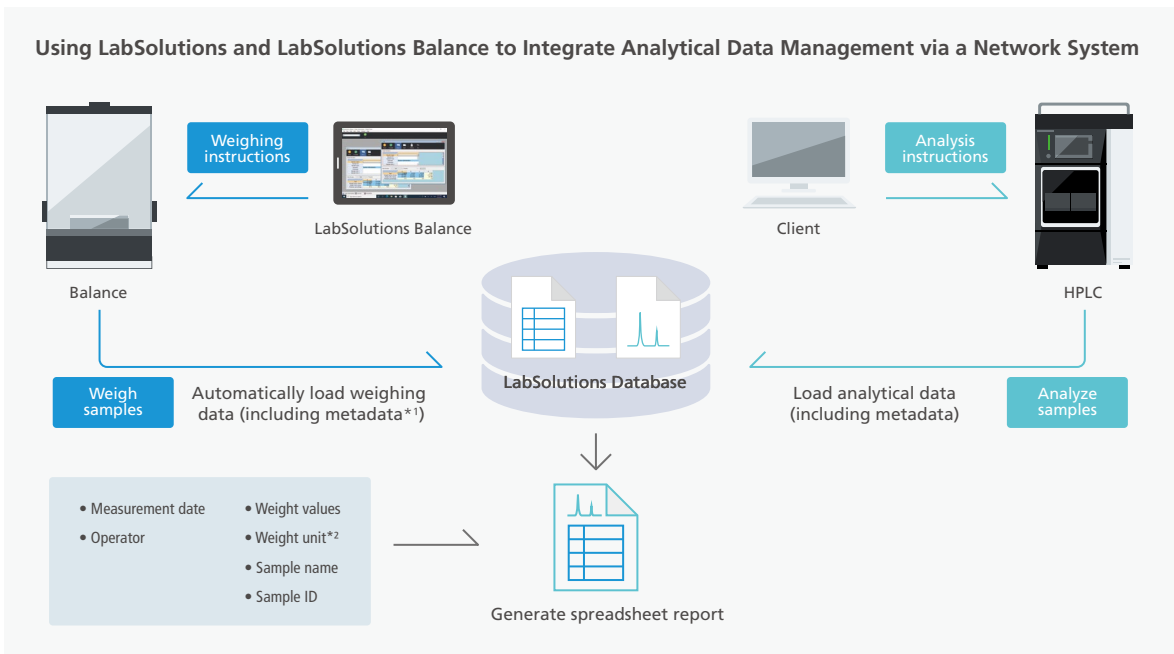 Using LabSolutions and LabSolutions Balance to Integrate Analytical Data Management via a Network System
Weighing
instructions
LabSolutions Balance
Balance
Analysis
instructions
Client
HPLC
LabSolutions Database
Weigh
samples
Automatically load weighing
data (including metadata*1)
Load analytical data
(including metadata)
Analyze
samples
• Measurement date
• Operator
• Weight values
• Weight unit*2
• Sample name
• Sample ID
Generate spreadsheet report